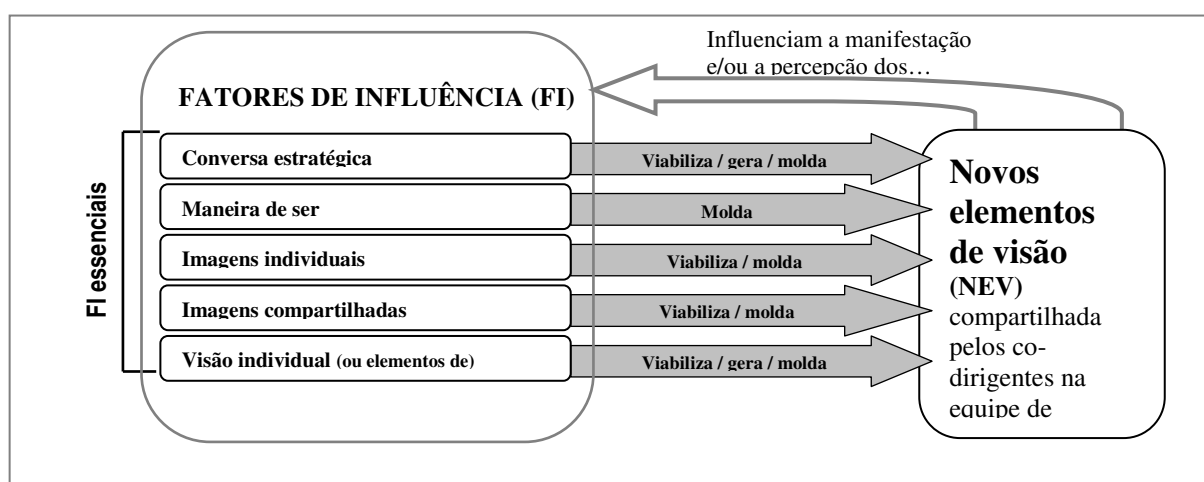 Influenciam a manifestação
e/ou a percepção dos…
FATORES DE INFLUÊNCIA (FI)
FI essenciais
Conversa estratégica
Viabiliza / gera / molda
Maneira de ser
Molda
Imagens individuais
Viabiliza / molda
Imagens compartilhadas
Viabiliza / molda
Visão individual (ou elementos de)
Viabiliza / gera / molda
Novos
elementos
de visão
(NEV)
compartilhada
pelos co-
dirigentes na
equipe de